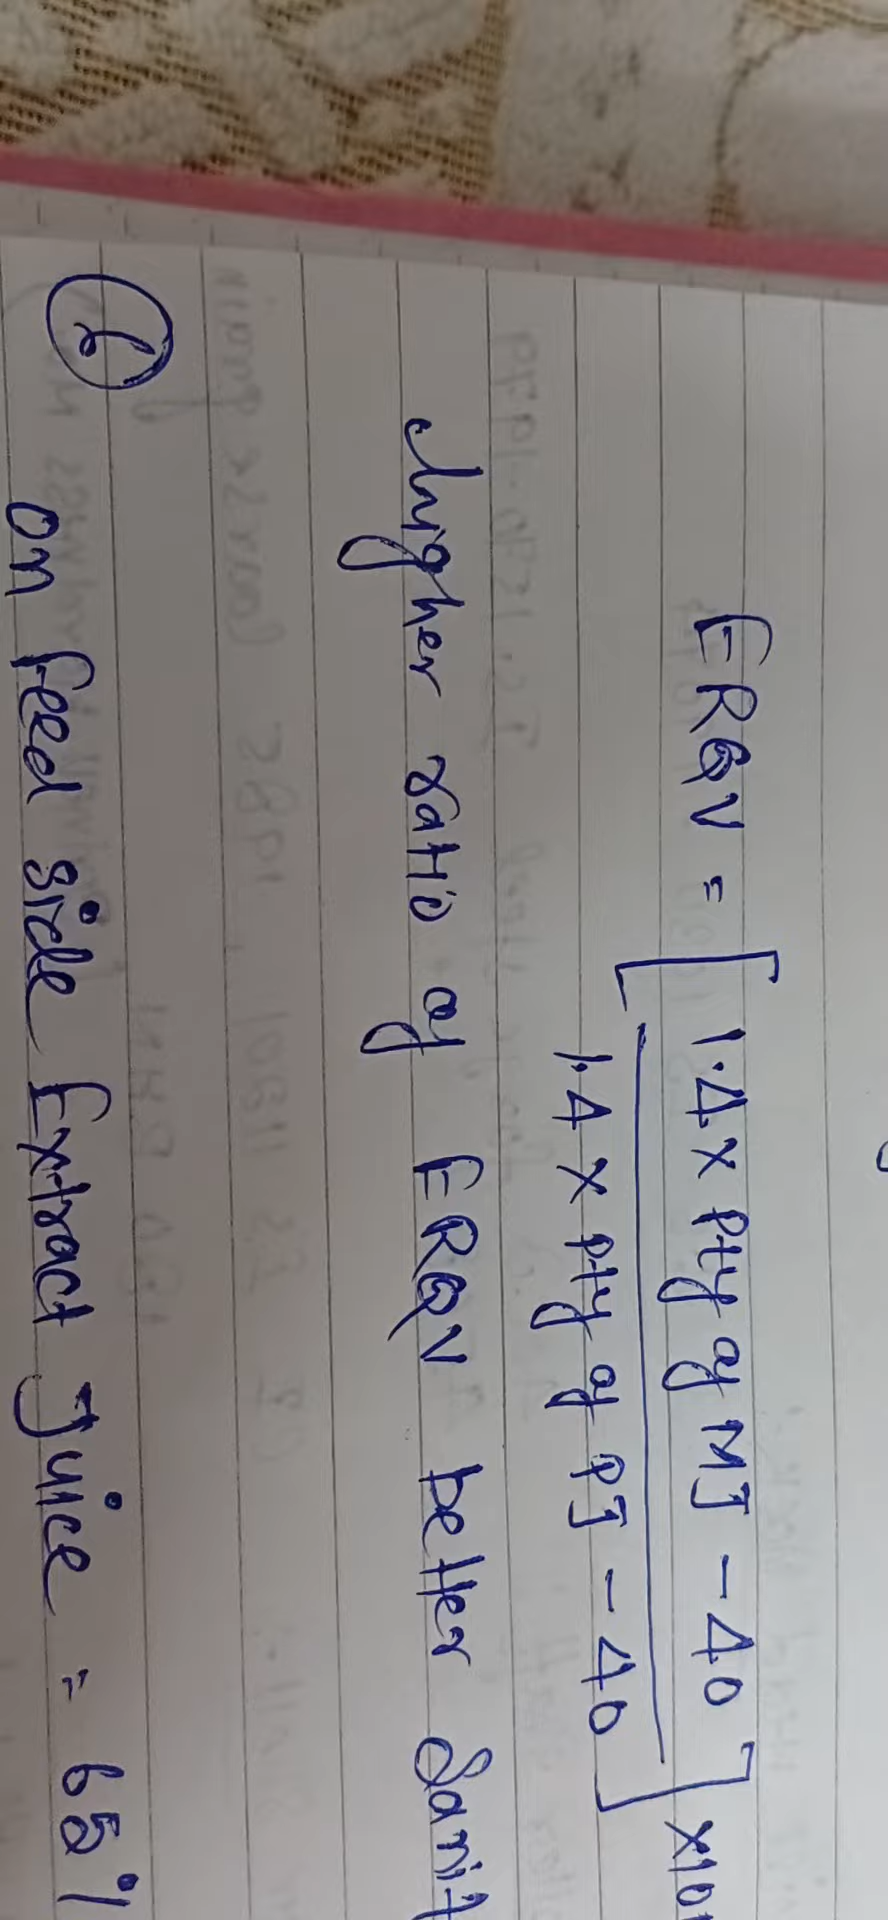 ERQV = [ 1.4 x Pty of MJ - 40
1.4 x Pty of PJ - 40 ] x10
Higher ratio of ERQV better Sanit
⑥
on feed side Extract Juice = 65%